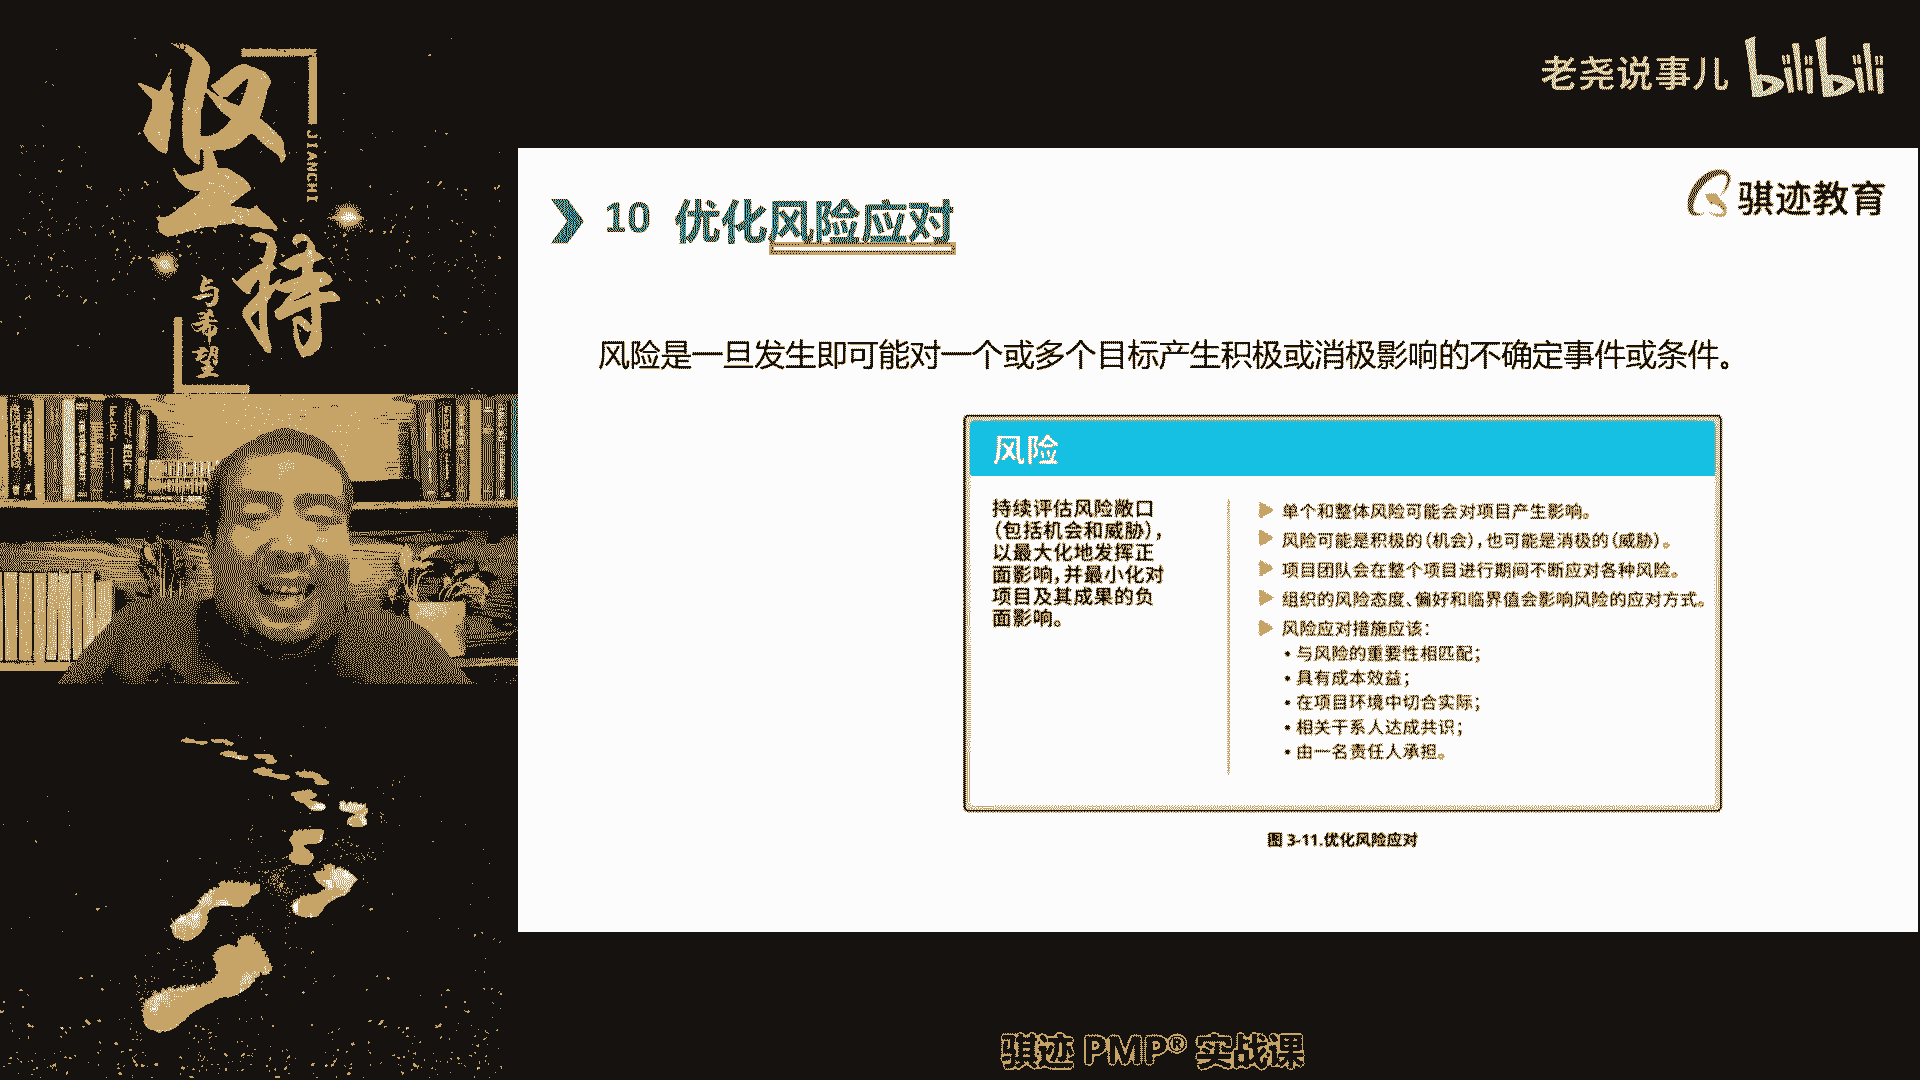 坚持
JIANCHI
与希望
老尧说事儿 bilibili
骐迹教育
10 优化风险应对
风险是一旦发生即可能对一个或多个目标产生积极或消极影响的不确定事件或条件。
风险
持续评估风险敞口
（包括机会和威胁），
以最大化地发挥正
面影响，并最小化对
项目及其成果的负
面影响。
单个和整体风险可能会对项目产生影响。
风险可能是积极的（机会），也可能是消极的（威胁）。
项目团队会在整个项目进行期间不断应对各种风险。
组织的风险态度、偏好和临界值会影响风险的应对方式。
风险应对措施应该：
• 与风险的重要性相匹配；
• 具有成本效益；
• 在项目环境中切合实际；
• 相关干系人达成共识；
• 由一名责任人承担。
图 3-11.优化风险应对
骐迹 PMP® 实战课